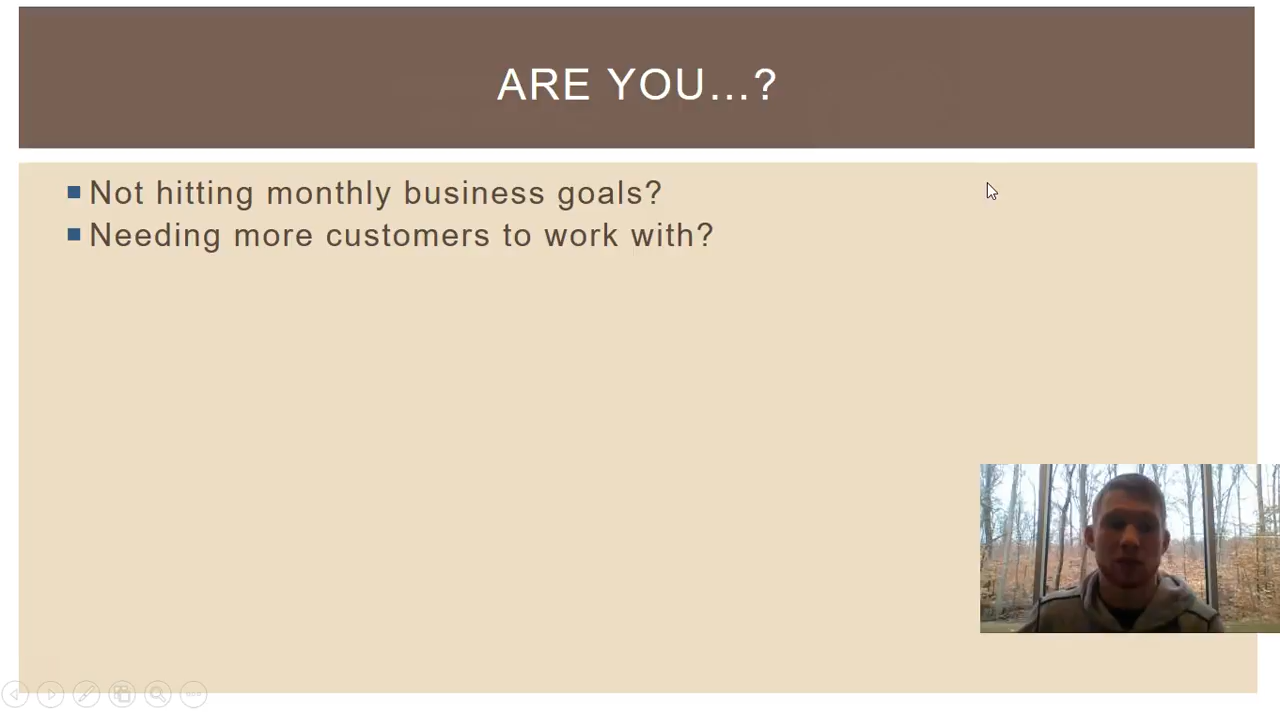 ARE YOU...?
Not hitting monthly business goals?
Needing more customers to work with?